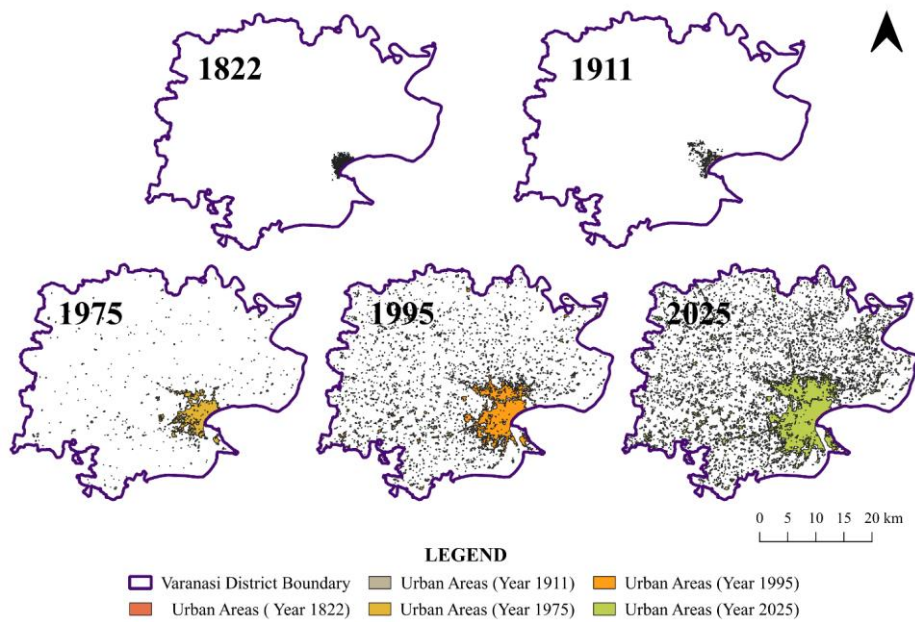 1822
1911
1975
1995
2025
0 5 10 15 20 km
LEGEND
Varanasi District Boundary
Urban Areas (Year 1911)
Urban Areas (Year 1995)
Urban Areas ( Year 1822)
Urban Areas (Year 1975)
Urban Areas (Year 2025)